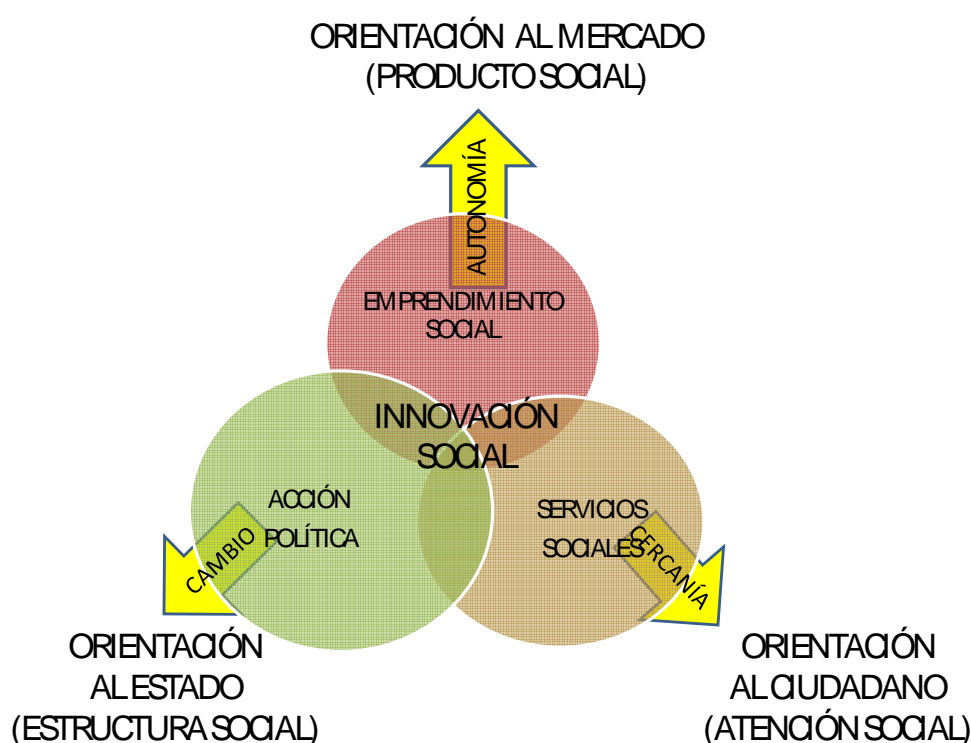 ORIENTACIÓN AL MERCADO
(PRODUCTO SOCIAL)
AUTONOMÍA
EMPRENDIMIENTO
SOCIAL
INNOVACIÓN
SOCIAL
ACCIÓN
POLÍTICA
SERVICIOS
SOCIALES
CAMBIO
CERCANÍA
ORIENTACIÓN
AL ESTADO
(ESTRUCTURA SOCIAL)
ORIENTACIÓN
AL CIUDADANO
(ATENCIÓN SOCIAL)